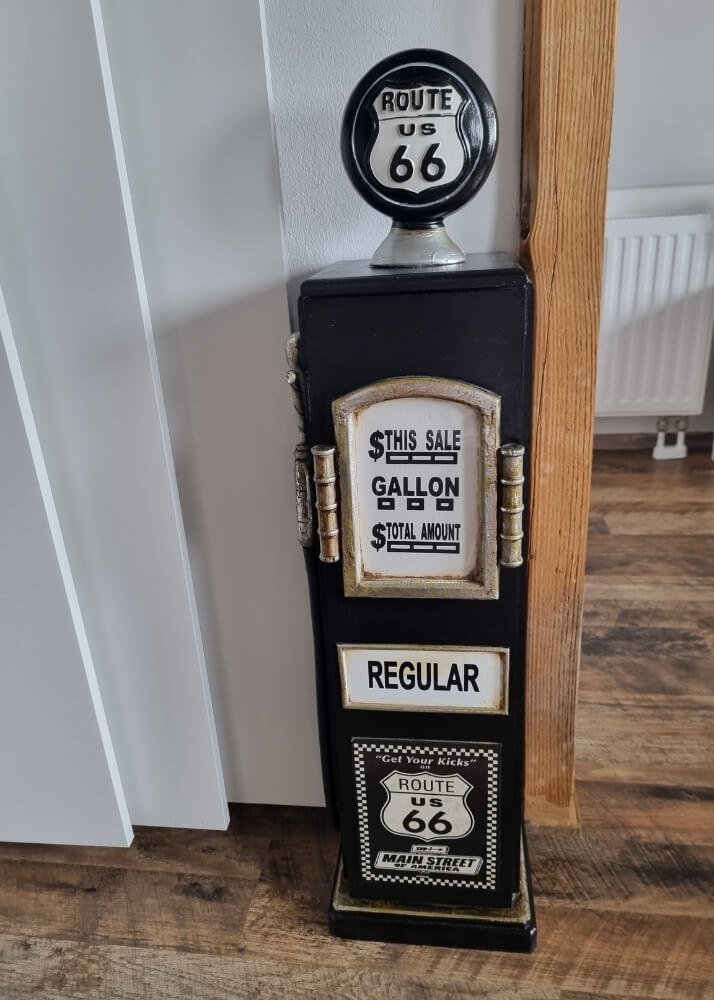 ROUTE
US
66
$THIS SALE
GALLON
$TOTAL AMOUNT
REGULAR
"Get Your Kicks"
on
ROUTE
US
66
MAIN STREET
OF AMERICA